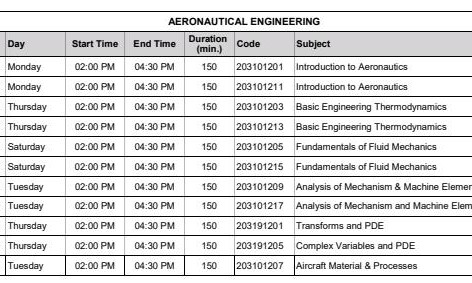 AERONAUTICAL ENGINEERING
Day Start Time End Time Duration (min.) Code Subject
Monday 02:00 PM 04:30 PM 150 203101201 Introduction to Aeronautics
Monday 02:00 PM 04:30 PM 150 203101211 Introduction to Aeronautics
Thursday 02:00 PM 04:30 PM 150 203101203 Basic Engineering Thermodynamics
Thursday 02:00 PM 04:30 PM 150 203101213 Basic Engineering Thermodynamics
Saturday 02:00 PM 04:30 PM 150 203101205 Fundamentals of Fluid Mechanics
Saturday 02:00 PM 04:30 PM 150 203101215 Fundamentals of Fluid Mechanics
Tuesday 02:00 PM 04:30 PM 150 203101209 Analysis of Mechanism & Machine Elemer
Tuesday 02:00 PM 04:30 PM 150 203101217 Analysis of Mechanism and Machine Elem
Thursday 02:00 PM 04:30 PM 150 203191201 Transforms and PDE
Thursday 02:00 PM 04:30 PM 150 203191205 Complex Variables and PDE
Tuesday 02:00 PM 04:30 PM 150 203101207 Aircraft Material & Processes